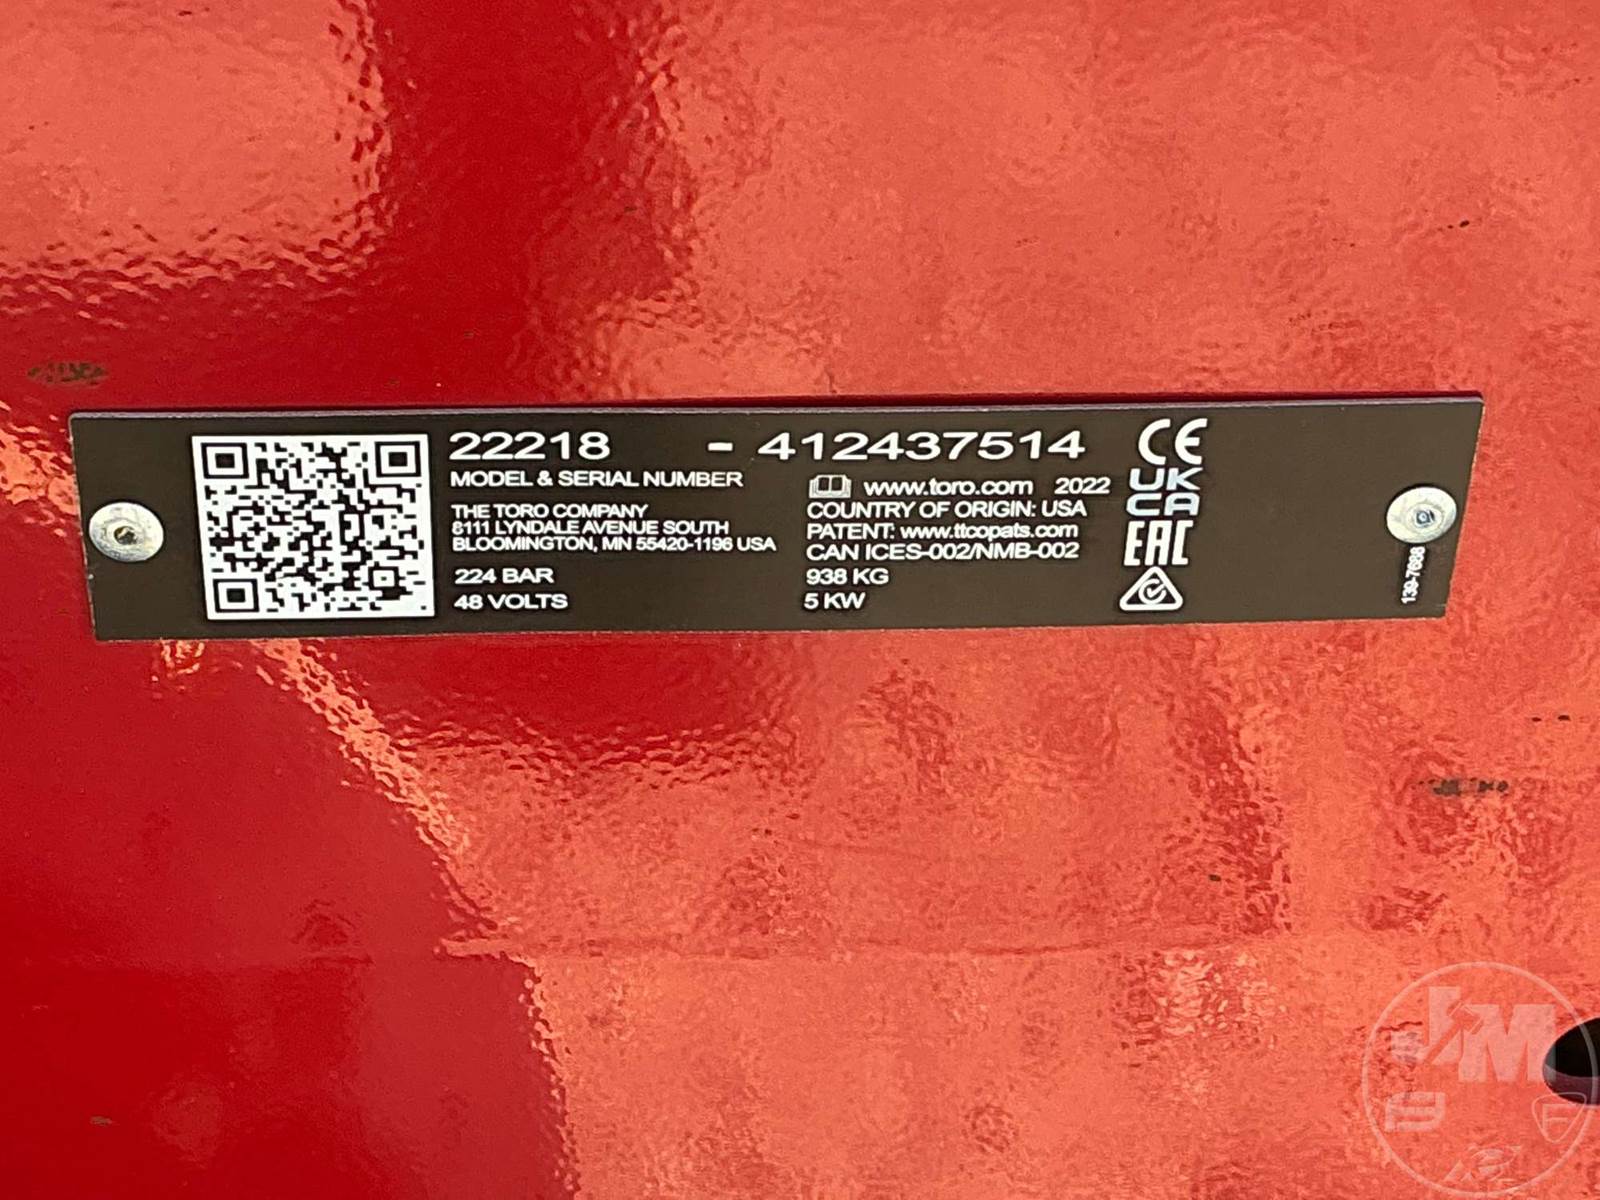 22218 - 412437514
MODEL & SERIAL NUMBER
THE TORO COMPANY
8111 LYNDALE AVENUE SOUTH
BLOOMINGTON, MN 55420-1196 USA
224 BAR
48 VOLTS
www.toro.com 2022
COUNTRY OF ORIGIN: USA
PATENT: www.ttcopats.com
CAN ICES-002/NMB-002
938 KG
5 KW
CE
UK
CA
EAC
139-7688
JM